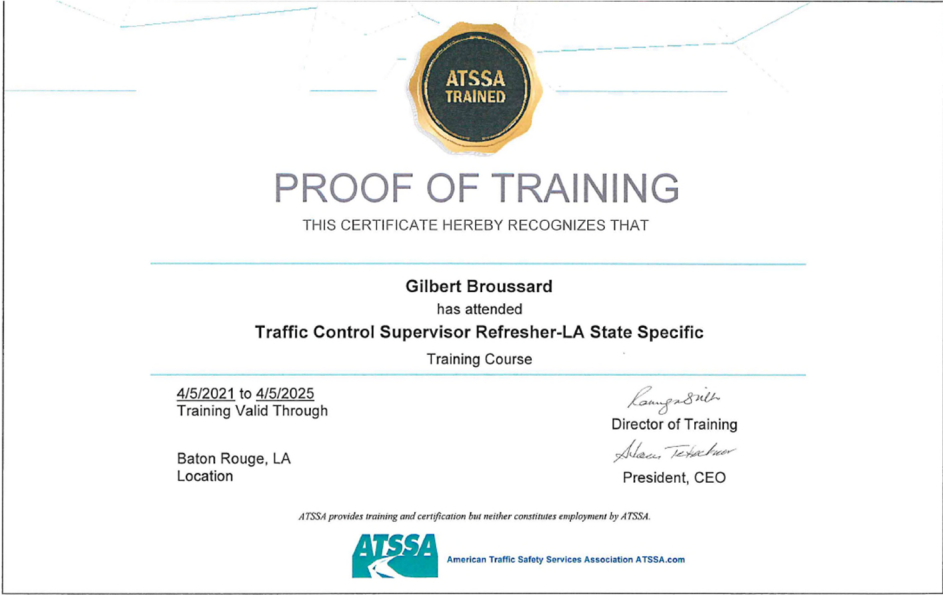 ATSSA
TRAINED
PROOF OF TRAINING
THIS CERTIFICATE HEREBY RECOGNIZES THAT
Gilbert Broussard
has attended
Traffic Control Supervisor Refresher-LA State Specific
Training Course
4/5/2021 to 4/5/2025
Training Valid Through
Director of Training
Baton Rouge, LA
Location
President, CEO
ATSSA provides training and certification but neither constitutes employment by ATSSA.
ATSSA
American Traffic Safety Services Association ATSSA.com